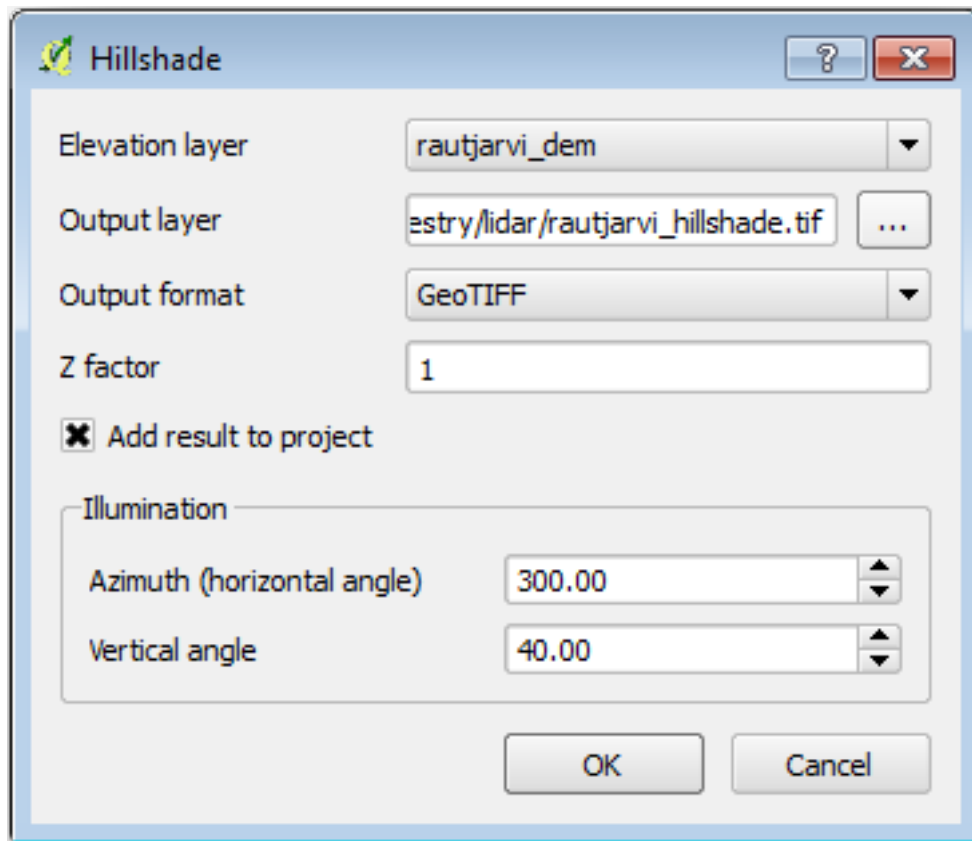 Hillshade
Elevation layer rautjarvi_dem
Output layer estry/lidar/rautjarvi_hillshade.tif ...
Output format GeoTIFF
Z factor 1
Add result to project
Illumination
Azimuth (horizontal angle) 300.00
Vertical angle 40.00
OK Cancel